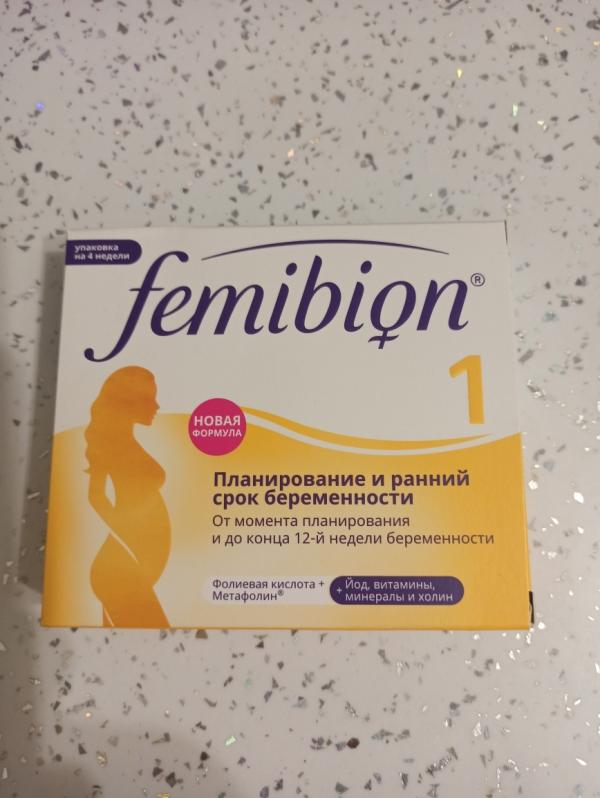 упаковка
на 4 недели
femibion®
1
НОВАЯ
ФОРМУЛА
Планирование и ранний
срок беременности
От момента планирования
и до конца 12-й недели беременности
Фолиевая кислота +
Метафолин®
+ Йод, витамины,
минералы и холин